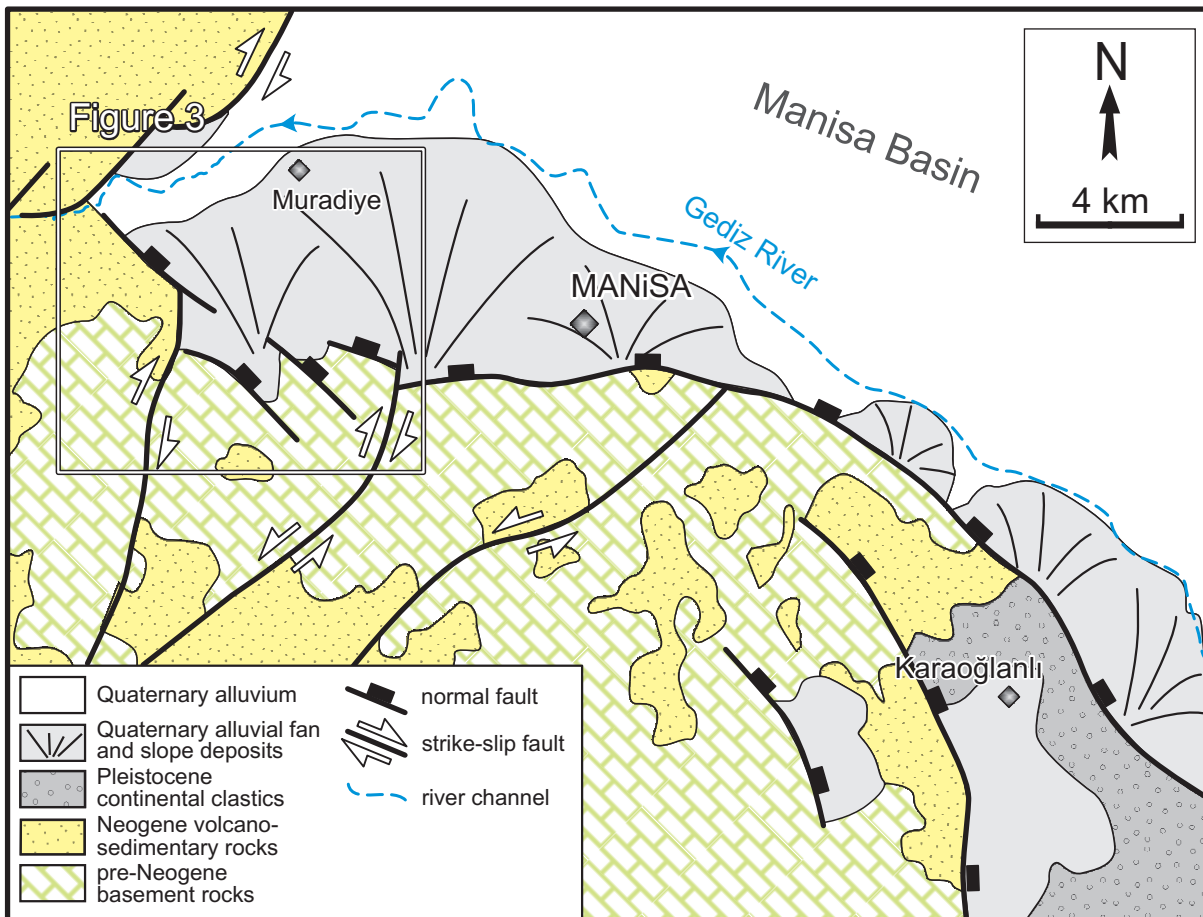 Figure 3
Manisa Basin
N
4 km
Muradiye
Gediz River
MANiSA
Karaoğlanlı
Quaternary alluvium
Quaternary alluvial fan
and slope deposits
Pleistocene
continental clastics
Neogene volcano-
sedimentary rocks
pre-Neogene
basement rocks
normal fault
strike-slip fault
river channel